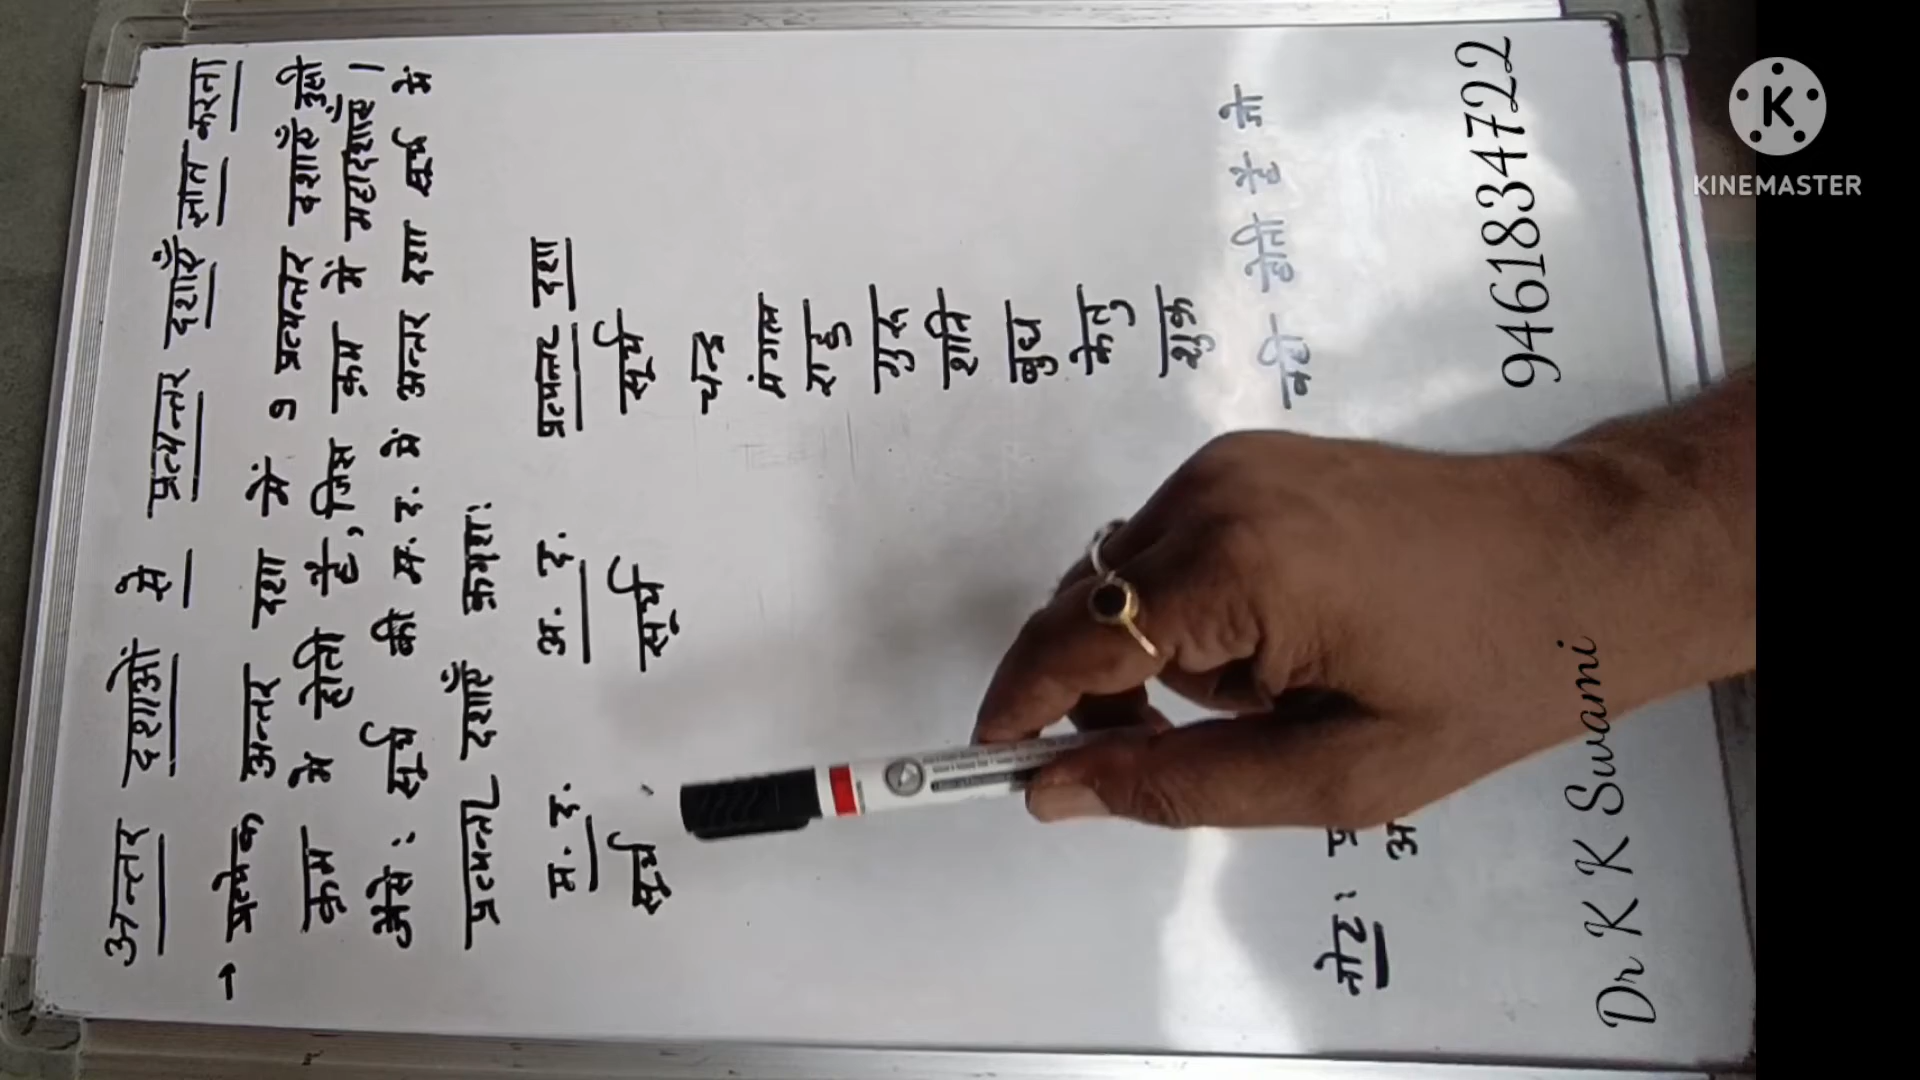 अन्तर दशाओं से प्रत्यन्तर दशाएँ ज्ञात करना
→ प्रत्येक अन्तर दशा में 9 प्रत्यन्तर दशाएँ उसी
क्रम में होती है, जिस क्रम में महादशाएँ।
जैसे : सूर्य की म. द. में अन्तर दशा सूर्य में
प्रत्यन्तर दशाएँ क्रमशः
म. द. अ. द. प्रत्यन्तर दशा
सूर्य सूर्य सूर्य
चन्द्र
मंगल
राहु
गुरू
शनि
बुध
केतु
शुक्र
नोट : वही होती है जो
Dr K K Swami 9461834722
KINEMASTER